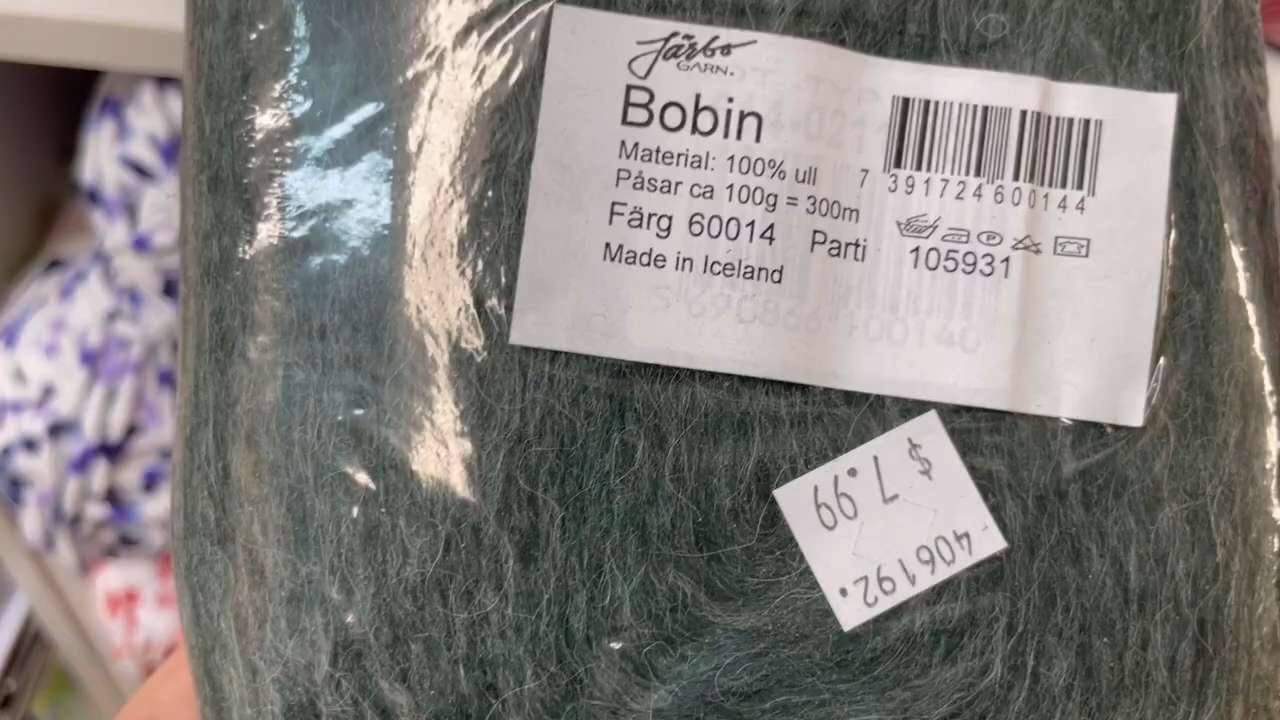 Järbo
GARN.
Bobin
Material: 100% ull
Påsar ca 100g = 300m
Färg 60014 Parti 105931
Made in Iceland
7 391724 600144
$ 7.99
406192.